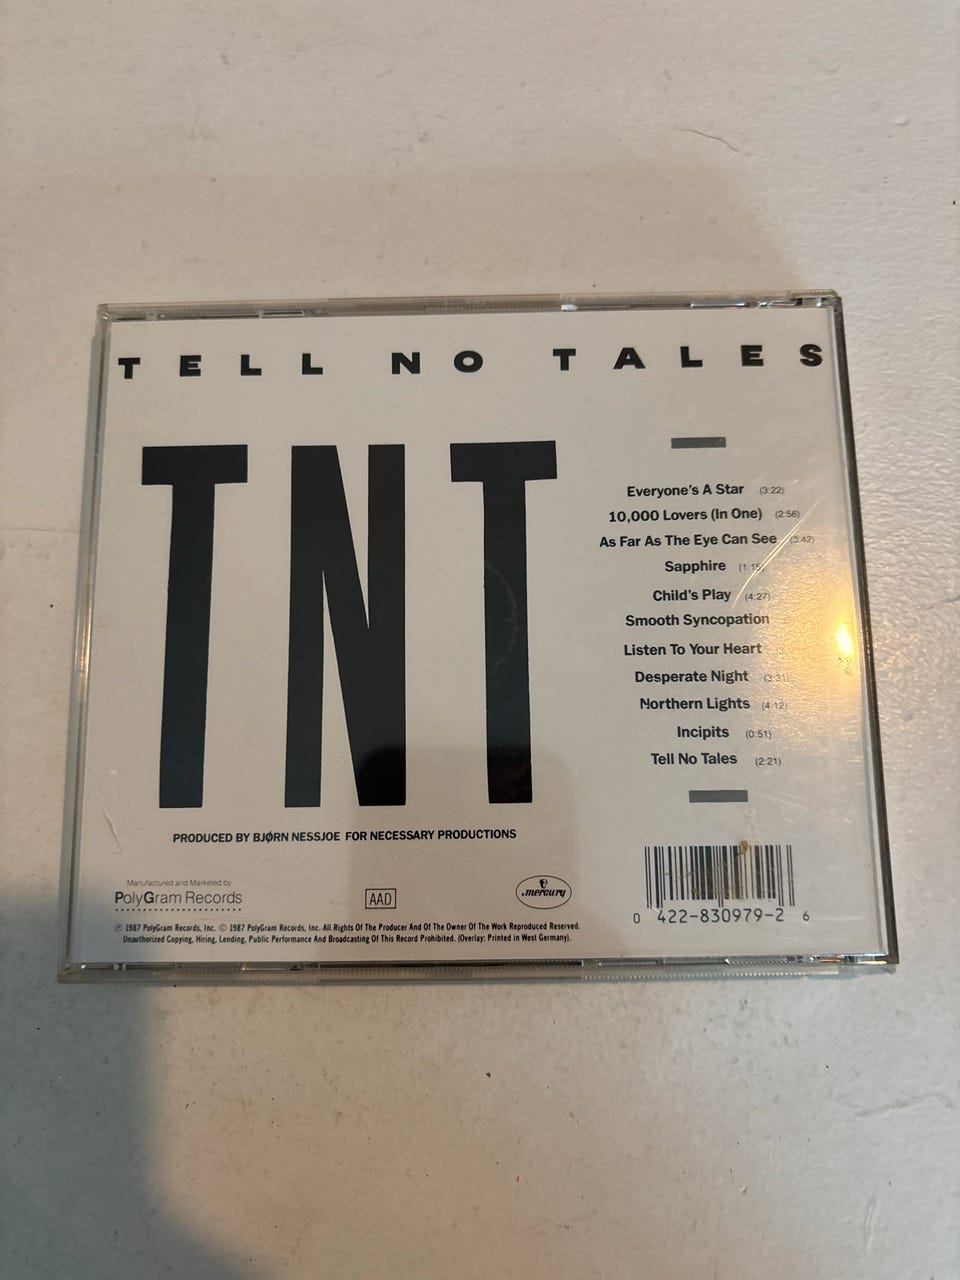 TELL NO TALES
TNT
Everyone's A Star (3:22)
10,000 Lovers (In One) (2:56)
As Far As The Eye Can See (3:42)
Sapphire
Child's Play (4:27)
Smooth Syncopation
Listen To Your Heart
Desperate Night (3:31)
Northern Lights (4:12)
Incipits (0:51)
Tell No Tales (2:21)
PRODUCED BY BJØRN NESSJOE FOR NECESSARY PRODUCTIONS
Manufactured and Marketed by
PolyGram Records
AAD
mercury
0 422-830979-2 6
℗ 1987 PolyGram Records, Inc. © 1987 PolyGram Records, Inc. All Rights Of The Producer And Of The Owner Of The Work Reproduced Reserved.
Unauthorized Copying, Hiring, Lending, Public Performance And Broadcasting Of This Record Prohibited. (Overlay: Printed in West Germany).